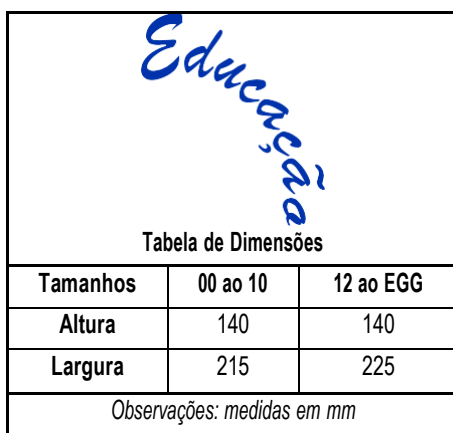 Educação
Tabela de Dimensões
Tamanhos 00 ao 10 12 ao EGG
Altura 140 140
Largura 215 225
Observações: medidas em mm